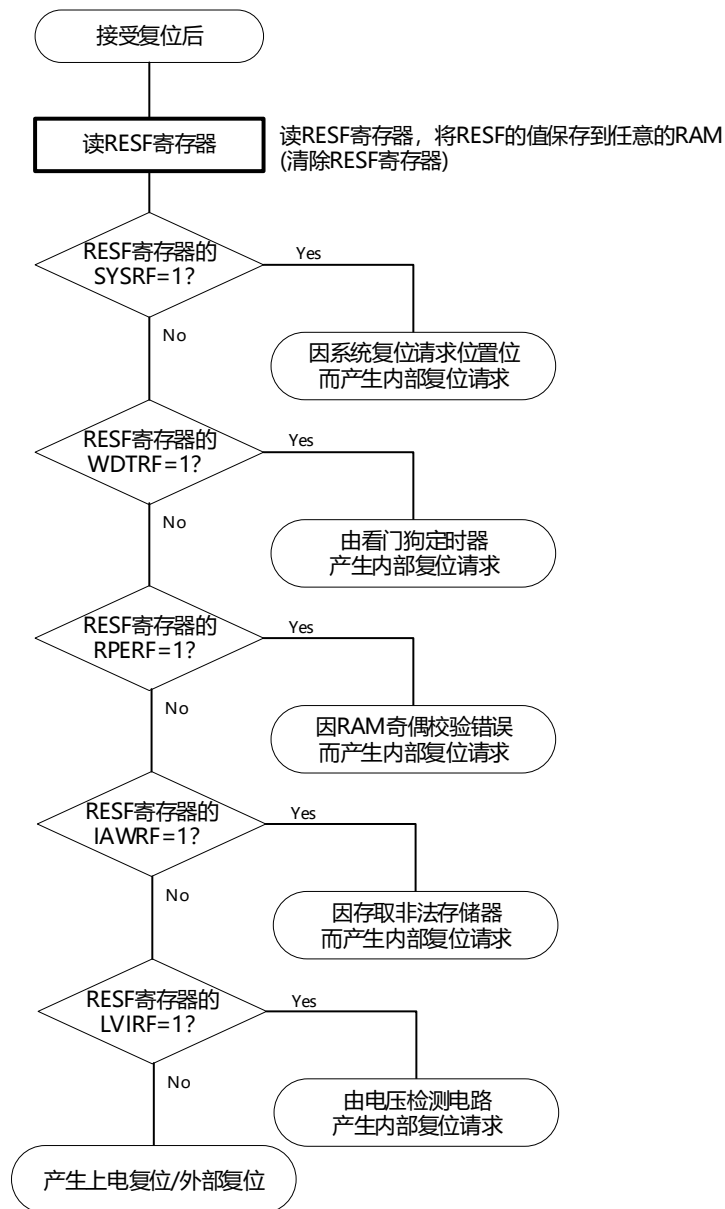 接受复位后
读RESF寄存器
读RESF寄存器，将RESF的值保存到任意的RAM
(清除RESF寄存器)
RESF寄存器的
SYSRF=1?
Yes
No
因系统复位请求位置位
而产生内部复位请求
RESF寄存器的
WDTRF=1?
Yes
No
由看门狗定时器
产生内部复位请求
RESF寄存器的
RPERF=1?
Yes
No
因RAM奇偶校验错误
而产生内部复位请求
RESF寄存器的
IAWRF=1?
Yes
No
因存取非法存储器
而产生内部复位请求
RESF寄存器的
LVIRF=1?
Yes
No
由电压检测电路
产生内部复位请求
产生上电复位/外部复位